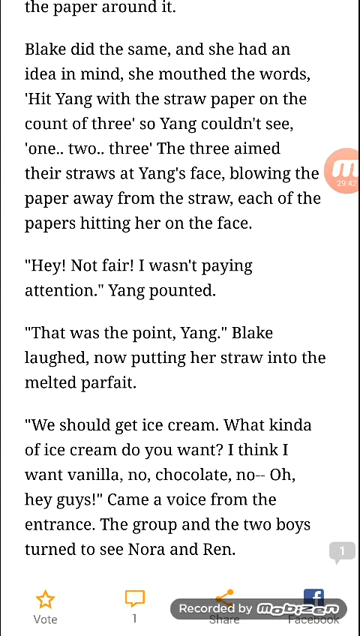 the paper around it.
Blake did the same, and she had an
idea in mind, she mouthed the words,
'Hit Yang with the straw paper on the
count of three' so Yang couldn't see,
'one.. two.. three' The three aimed
their straws at Yang's face, blowing the
paper away from the straw, each of the
papers hitting her on the face.
"Hey! Not fair! I wasn't paying
attention." Yang pounted.
"That was the point, Yang." Blake
laughed, now putting her straw into the
melted parfait.
"We should get ice cream. What kinda
of ice cream do you want? I think I
want vanilla, no, chocolate, no-- Oh,
hey guys!" Came a voice from the
entrance. The group and the two boys
turned to see Nora and Ren.
29:42
1
Vote
1
Share
Facebook
Recorded by mobizen